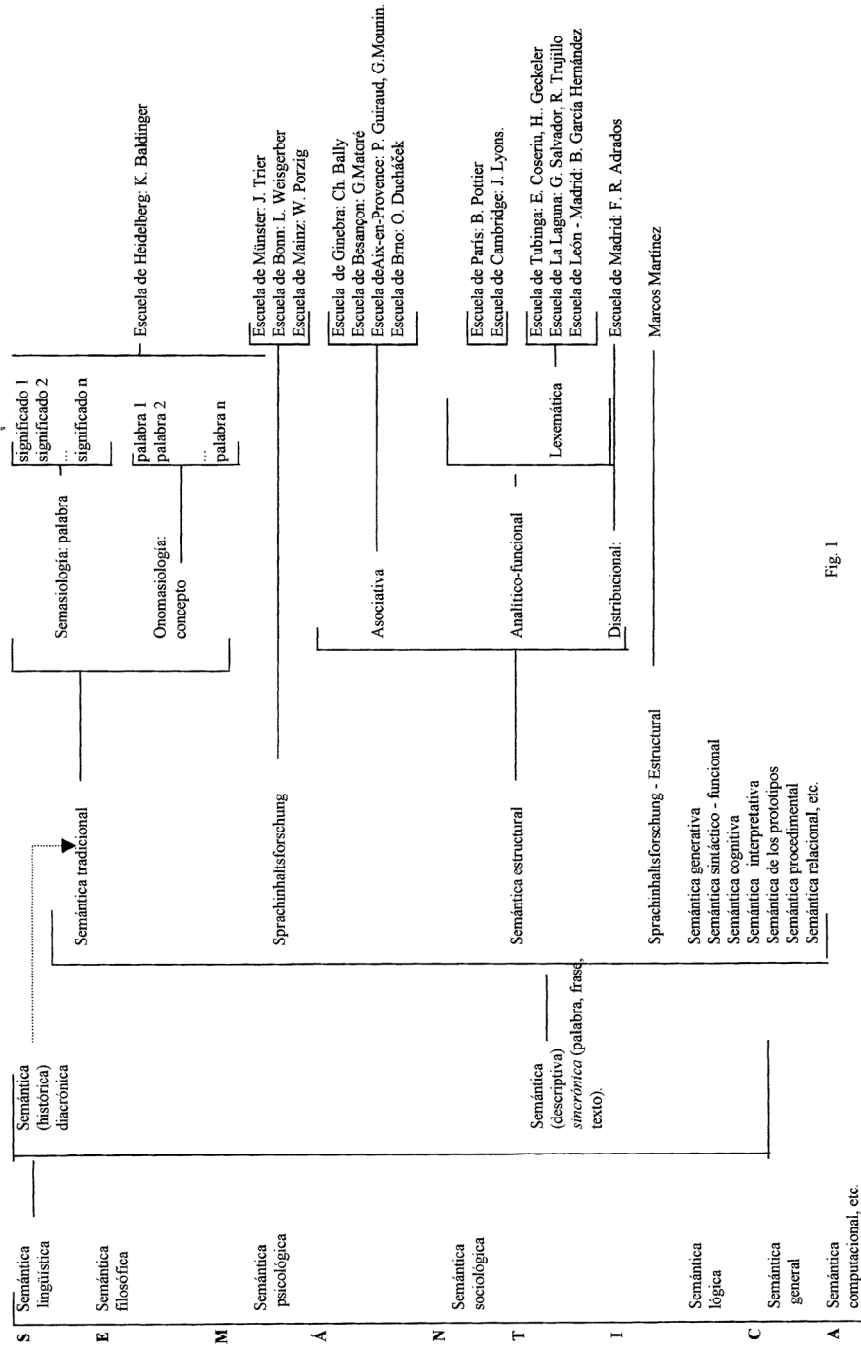 S
E
M
Á
N
T
I
C
A
Semántica
lingüística
Semántica
filosófica
Semántica
psicológica
Semántica
sociológica
Semántica
lógica
Semántica
general
Semántica
computacional, etc.
Semántica
(histórica)
diacrónica
Semántica
(descriptiva)
sincrónica (palabra, frase,
texto).
Semántica tradicional
Sprachinhaltsforschung
Semántica estructural
Sprachinhaltsforschung - Estructural
Semántica generativa
Semántica sintáctico - funcional
Semántica cognitiva
Semántica interpretativa
Semántica de los prototipos
Semántica procedimental
Semántica relacional, etc.
Semasiología: palabra
Onomasiología:
concepto
Asociativa
Analítico-funcional
Distribucional:
significado 1
significado 2
...
significado n
palabra 1
palabra 2
...
palabra n
Lexemática
Escuela de Heidelberg: K. Baldinger
Escuela de Münster: J. Trier
Escuela de Bonn: L. Weisgerber
Escuela de Mainz: W. Porzig
Escuela de Ginebra: Ch. Bally
Escuela de Besançon: G.Matoré
Escuela deAix-en-Provence: P. Guiraud, G.Mounin.
Escuela de Brno: O. Ducháček
Escuela de París: B. Pottier
Escuela de Cambridge: J. Lyons.
Escuela de Tubinga: E. Coseriu, H.. Geckeler
Escuela de La Laguna: G. Salvador, R. Trujillo
Escuela de León - Madrid: B. García Hernández
Escuela de Madrid: F. R. Adrados
Marcos Martínez
Fig. 1